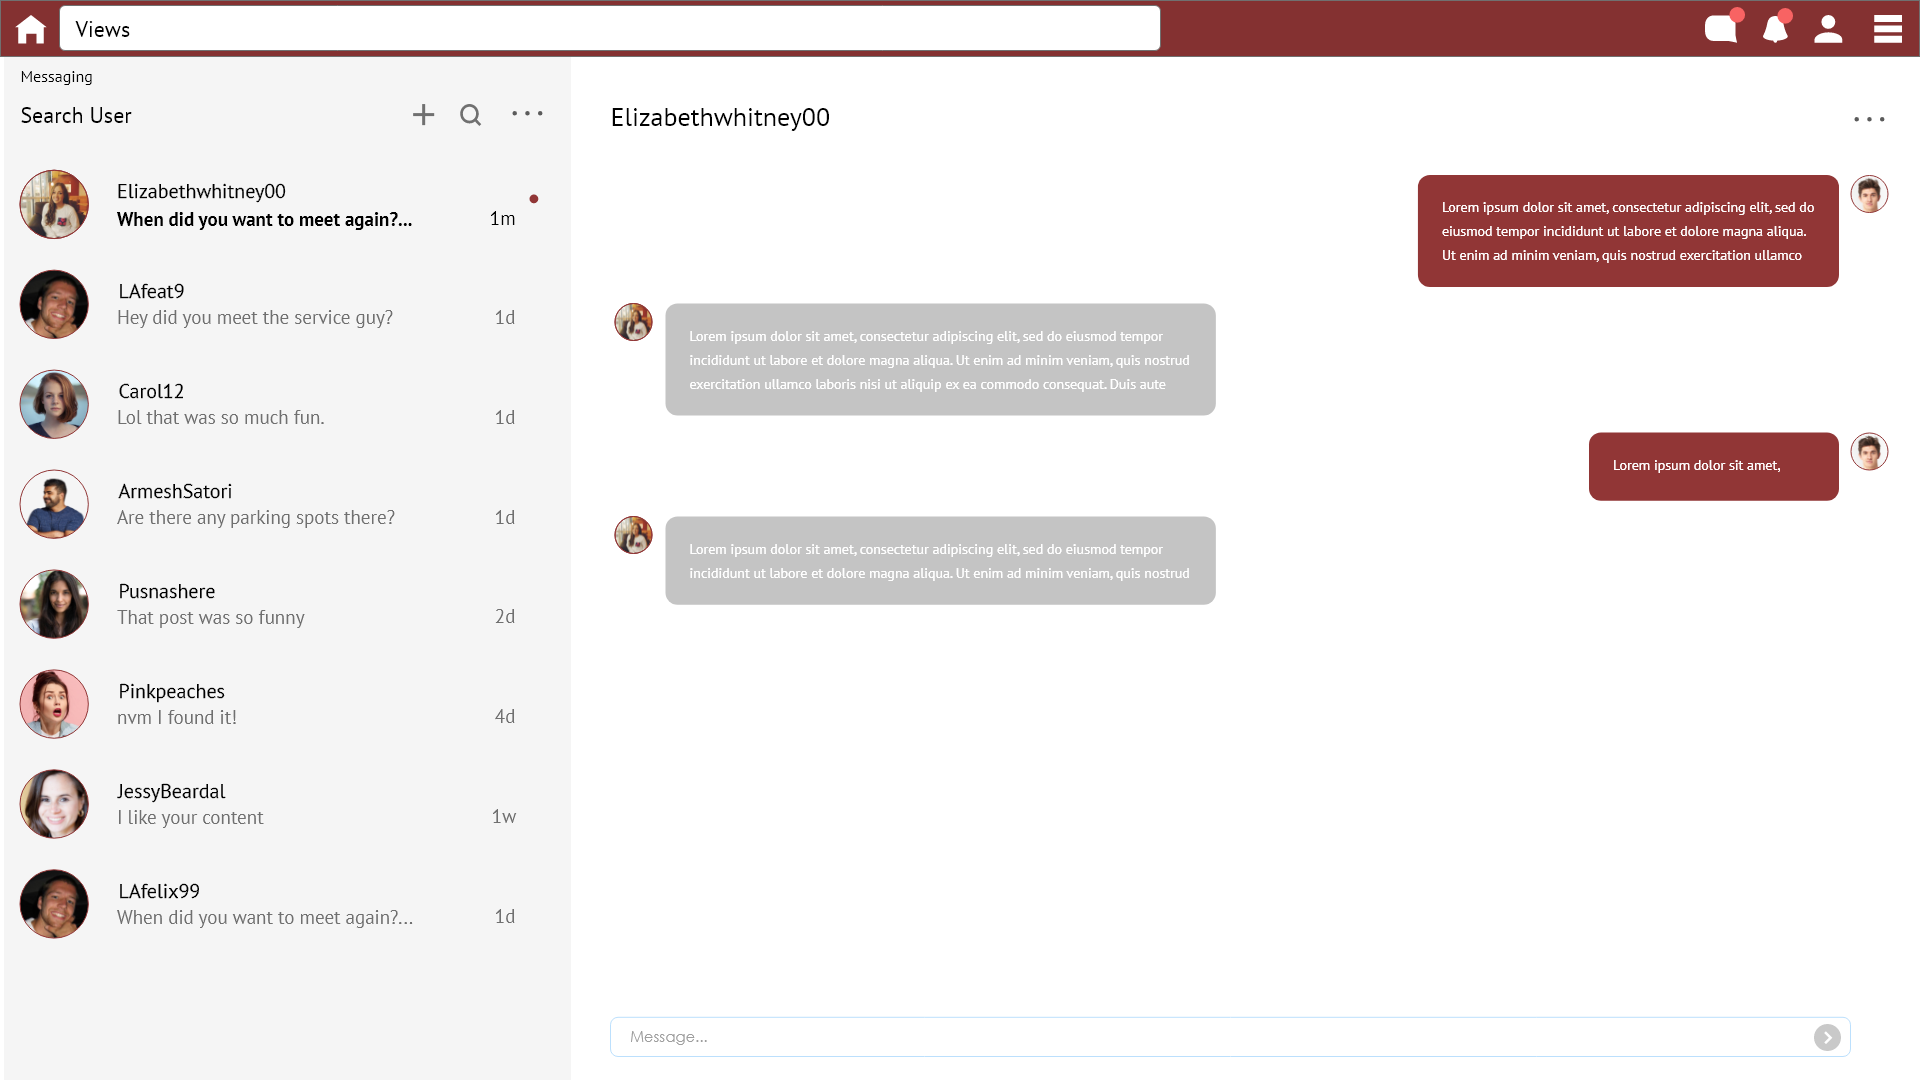 Views
Messaging
Search User
Elizabethwhitney00
When did you want to meet again?...
1m
LAfeat9
Hey did you meet the service guy?
1d
Carol12
Lol that was so much fun.
1d
ArmeshSatori
Are there any parking spots there?
1d
Pusnashere
That post was so funny
2d
Pinkpeaches
nvm I found it!
4d
JessyBeardal
I like your content
1w
LAfelix99
When did you want to meet again?...
1d
Elizabethwhitney00
Lorem ipsum dolor sit amet, consectetur adipiscing elit, sed do
eiusmod tempor incididunt ut labore et dolore magna aliqua.
Ut enim ad minim veniam, quis nostrud exercitation ullamco
Lorem ipsum dolor sit amet, consectetur adipiscing elit, sed do eiusmod tempor
incididunt ut labore et dolore magna aliqua. Ut enim ad minim veniam, quis nostrud
exercitation ullamco laboris nisi ut aliquip ex ea commodo consequat. Duis aute
Lorem ipsum dolor sit amet,
Lorem ipsum dolor sit amet, consectetur adipiscing elit, sed do eiusmod tempor
incididunt ut labore et dolore magna aliqua. Ut enim ad minim veniam, quis nostrud
Message...